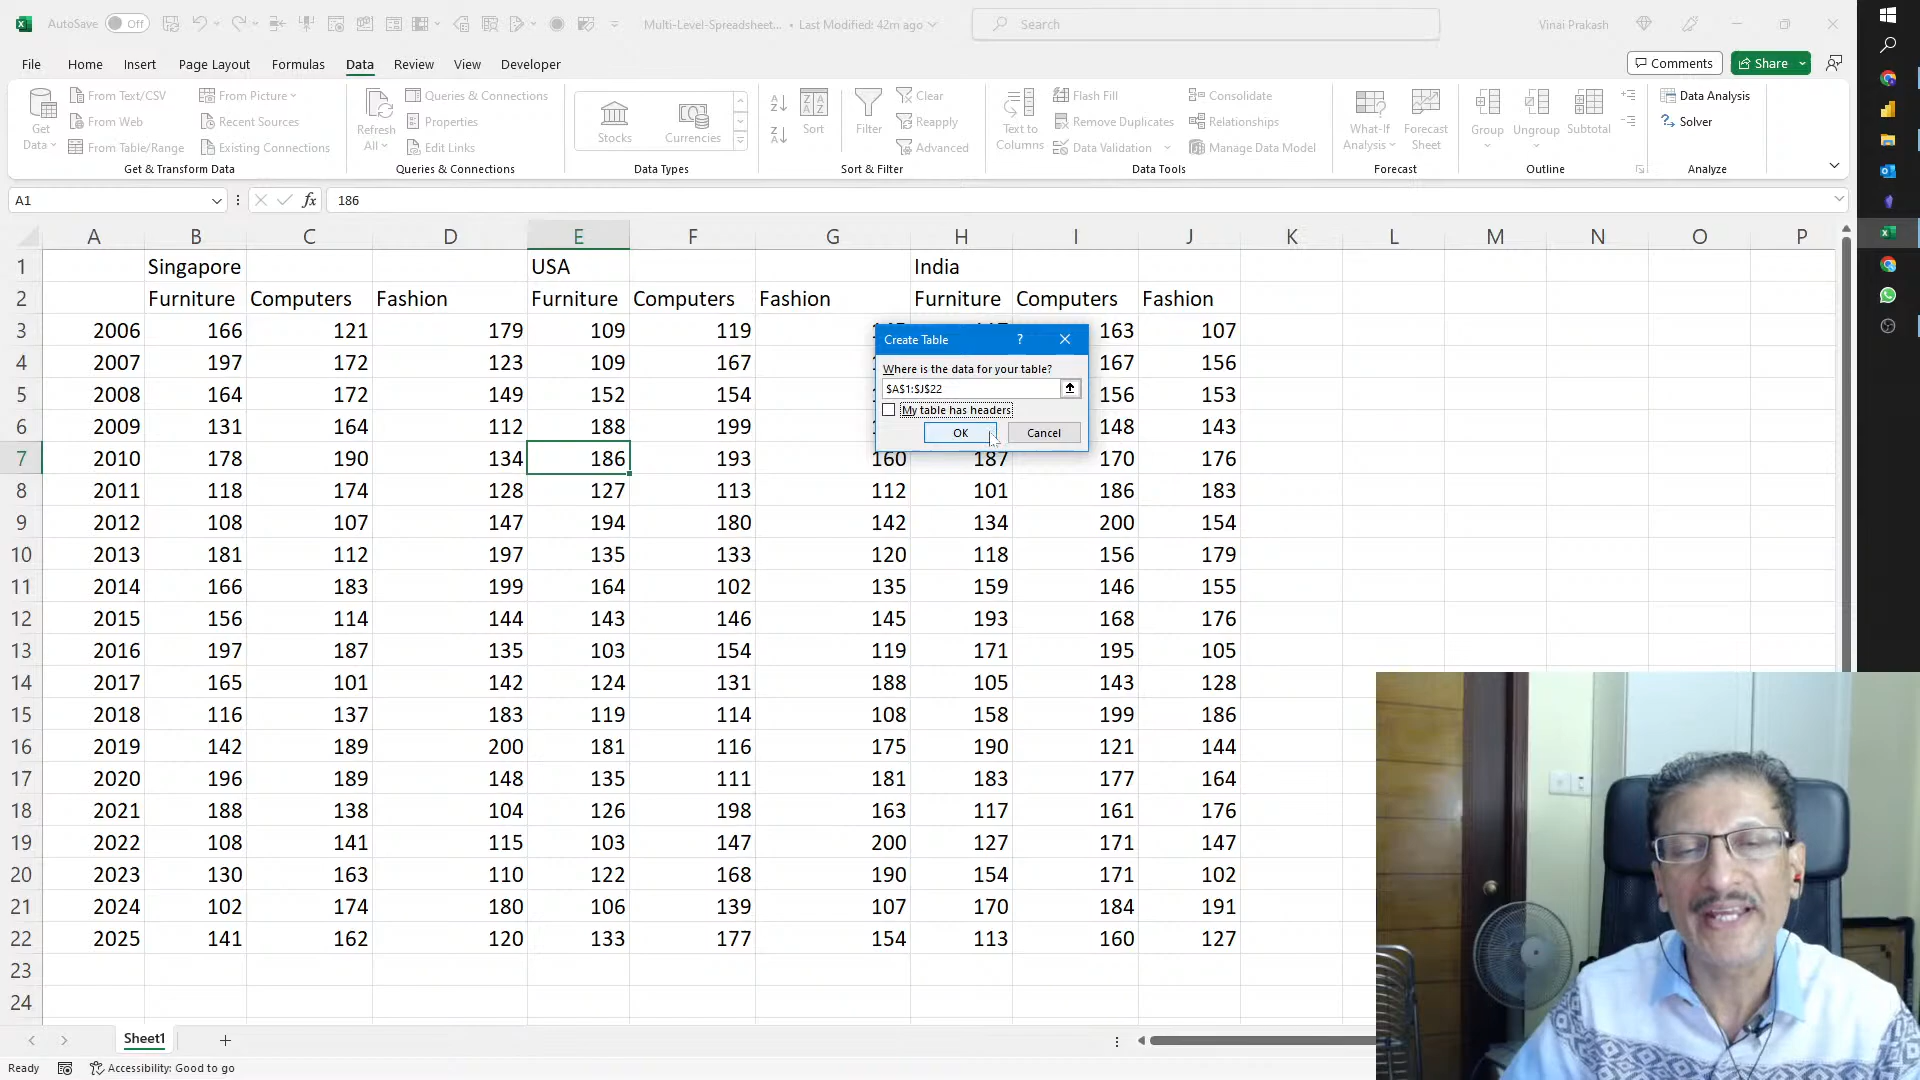 AutoSave Off Multi-Level-Spreadsheet... • Last Modified: 42m ago Search Vinai Prakash
File Home Insert Page Layout Formulas Data Review View Developer Comments Share
Get Data From Text/CSV From Picture Refresh All Queries & Connections Stocks Currencies Sort Filter Clear Text to Columns Flash Fill Consolidate What-If Analysis Forecast Sheet Group Ungroup Subtotal Data Analysis
From Web Recent Sources Properties Reapply Remove Duplicates Relationships Solver
From Table/Range Existing Connections Edit Links Advanced Data Validation Manage Data Model
Get & Transform Data Queries & Connections Data Types Sort & Filter Data Tools Forecast Outline Analyze
A1 fx 186
A B C D E F G H I J K L M N O P
1 Singapore USA India
2 Furniture Computers Fashion Furniture Computers Fashion Furniture Computers Fashion
3 2006 166 121 179 109 119 163 107
4 2007 197 172 123 109 167 167 156
5 2008 164 172 149 152 154 156 153
6 2009 131 164 112 188 148 143
7 2010 178 190 134 186 193 160 187 170 176
8 2011 118 174 128 127 113 112 101 186 183
9 2012 108 107 147 194 180 142 134 200 154
10 2013 181 112 197 135 133 120 118 156 179
11 2014 166 183 199 164 102 135 159 146 155
12 2015 156 114 144 143 146 145 193 168 176
13 2016 197 187 135 103 154 119 171 195 105
14 2017 165 101 142 124 131 188 105 143 128
15 2018 116 137 183 119 114 108 158 199 186
16 2019 142 189 200 181 116 175 190 121 144
17 2020 196 189 148 135 111 181 183 177 164
18 2021 188 138 104 126 198 163 117 161 176
19 2022 108 141 115 103 147 200 127 171 147
20 2023 130 163 110 122 168 190 154 171 102
21 2024 102 174 180 106 139 107 170 184 191
22 2025 141 162 120 133 177 154 113 160 127
23
24
Create Table ?
Where is the data for your table?
$A$1:$J$22
My table has headers
OK Cancel
Sheet1
Ready Accessibility: Good to go